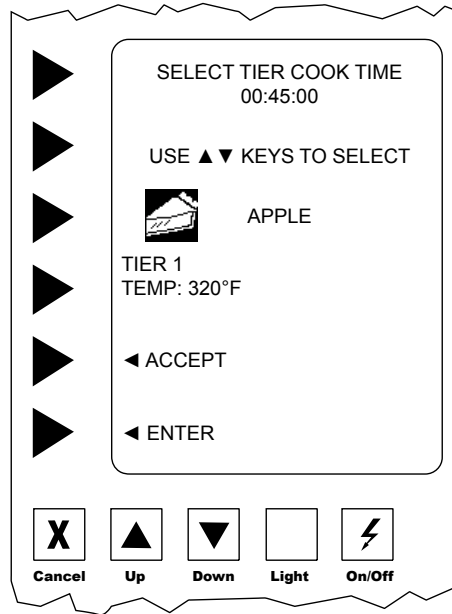 SELECT TIER COOK TIME
00:45:00
USE ▲▼ KEYS TO SELECT
APPLE
TIER 1
TEMP: 320°F
◄ ACCEPT
◄ ENTER
X
Cancel Up Down Light On/Off